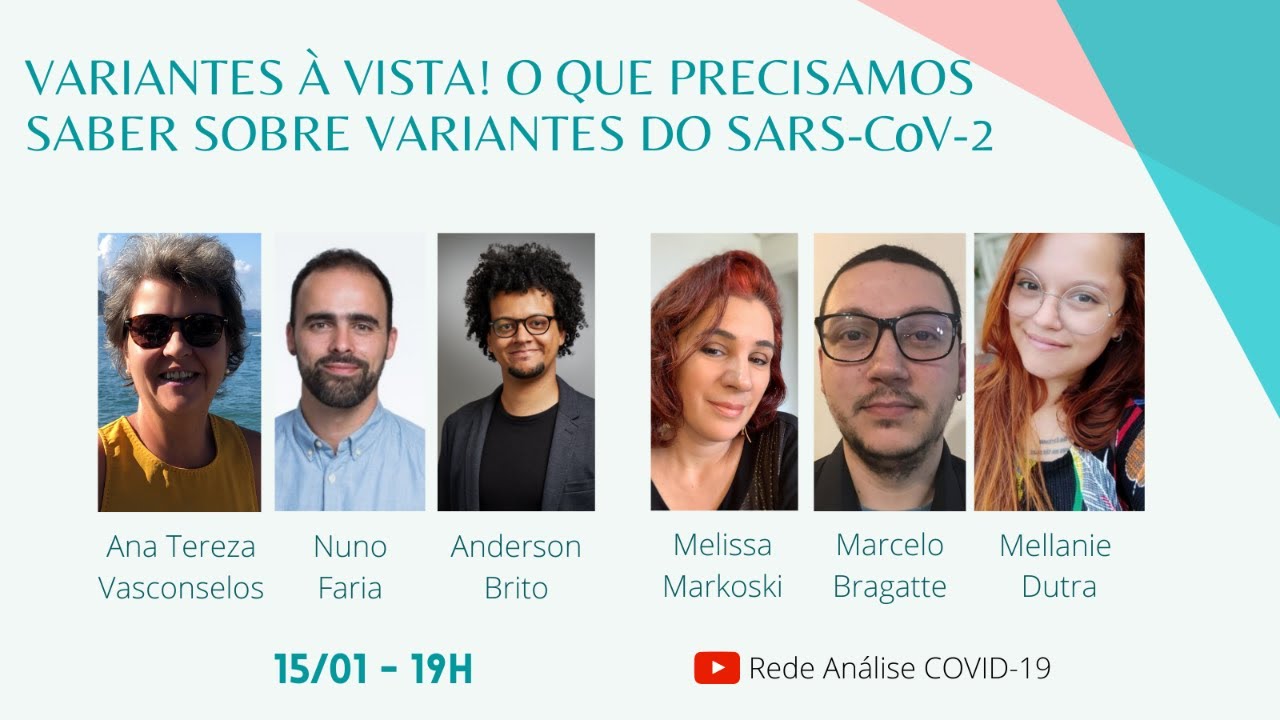 VARIANTES À VISTA! O QUE PRECISAMOS
SABER SOBRE VARIANTES DO SARS-CoV-2
Ana Tereza
Vasconselos
Nuno
Faria
Anderson
Brito
Melissa
Markoski
Marcelo
Bragatte
Mellanie
Dutra
15/01 - 19H
Rede Análise COVID-19